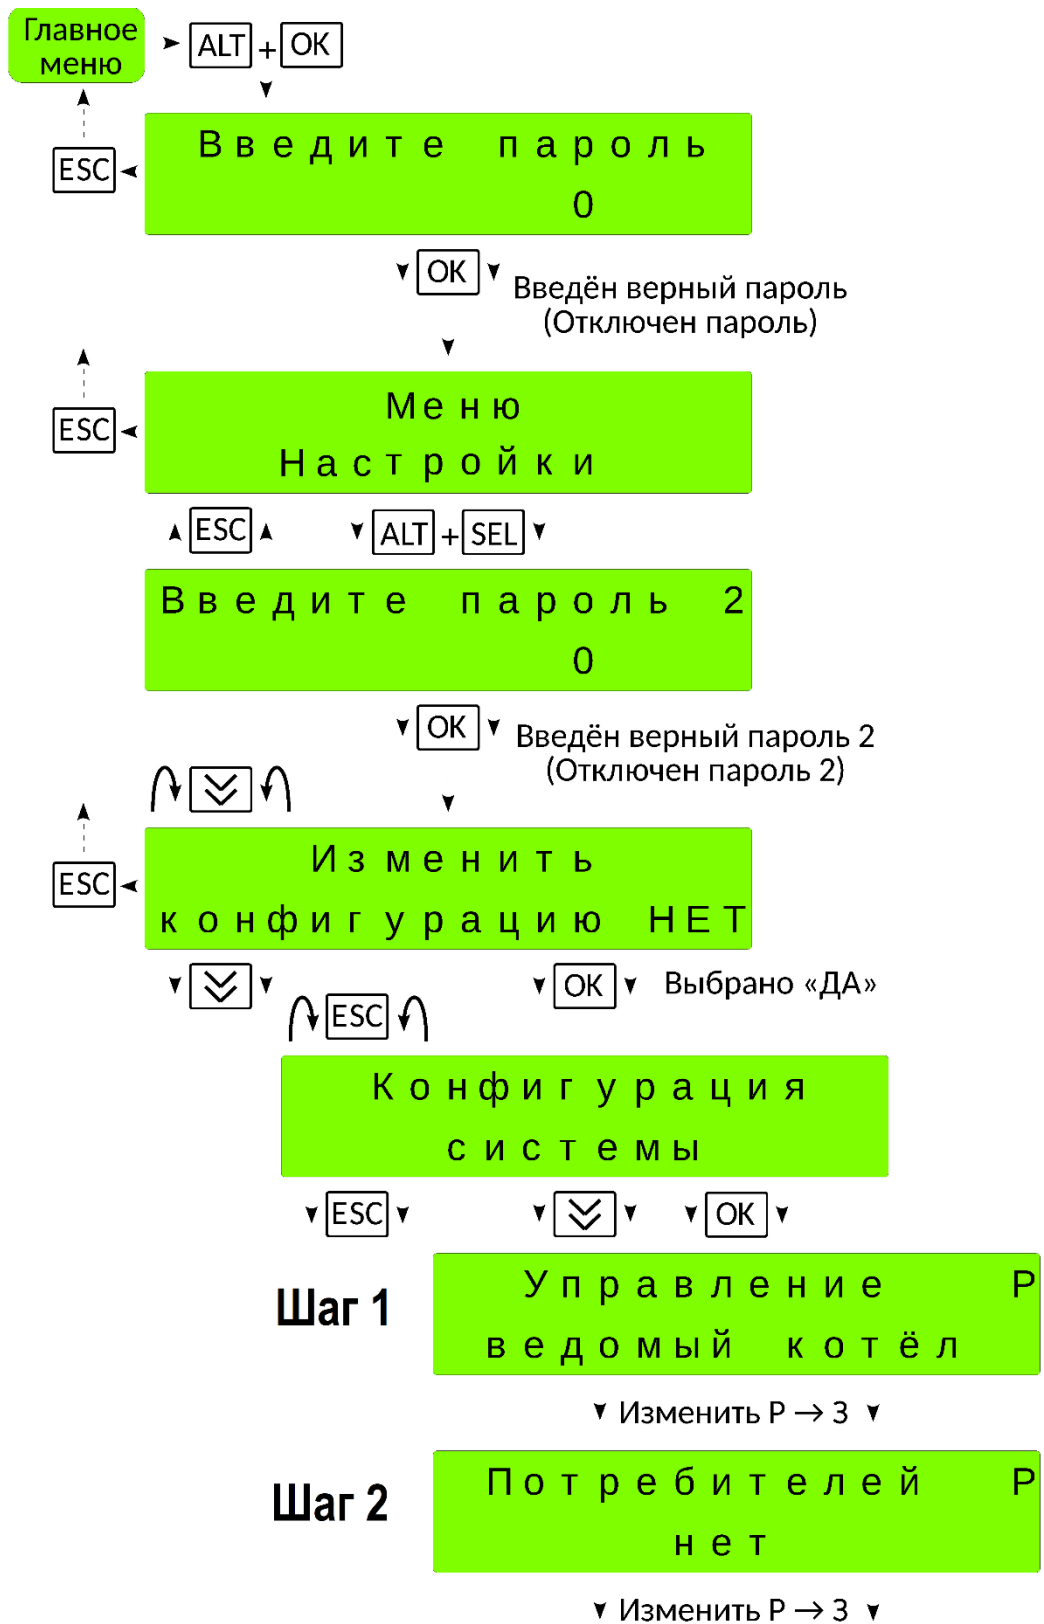 Главное
меню
ALT + OK
Введите пароль
0
ESC
OK
Введён верный пароль
(Отключен пароль)
Меню
Настройки
ESC
ESC
ALT + SEL
Введите пароль 2
0
OK
Введён верный пароль 2
(Отключен пароль 2)
Изменить
конфигурацию НЕТ
ESC
OK Выбрано «ДА»
ESC
Конфигурация
системы
ESC
OK
Шаг 1
Управление Р
ведомый котёл
Изменить Р → З
Шаг 2
Потребителей Р
нет
Изменить Р → З